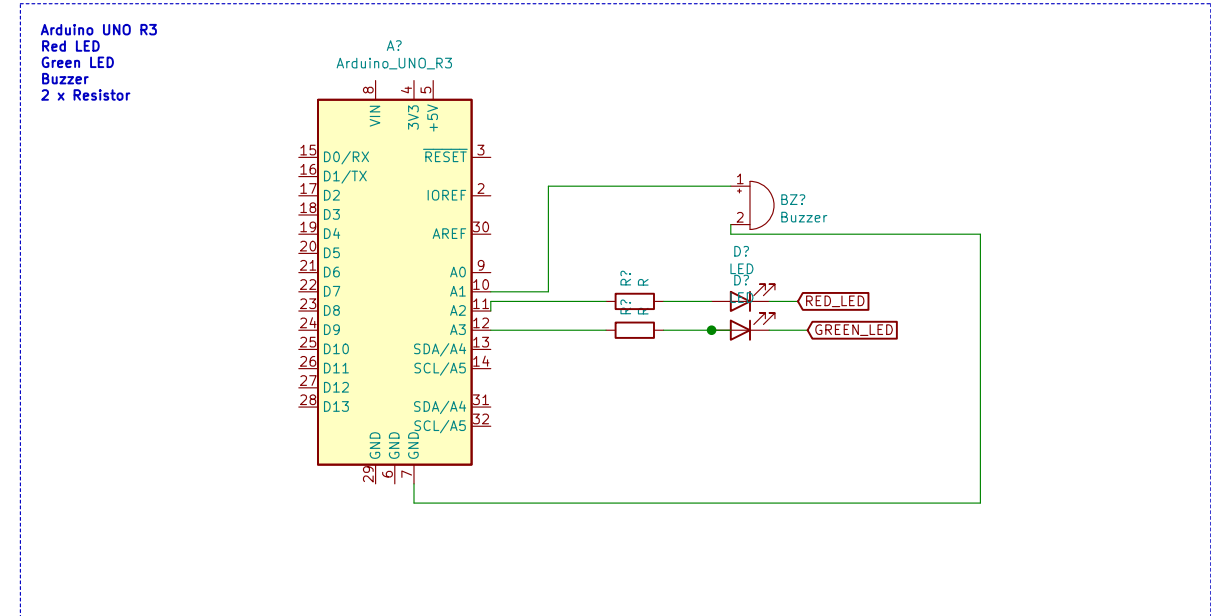 Arduino UNO R3
Red LED
Green LED
Buzzer
2 x Resistor
A?
Arduino_UNO_R3
8
4
5
VIN
3V3
+5V
15 D0/RX
RESET 3
16 D1/TX
17 D2
IOREF 2
18 D3
19 D4
AREF 30
20 D5
21 D6
A0 9
22 D7
A1 10
23 D8
A2 11
24 D9
A3 12
25 D10
SDA/A4 13
26 D11
SCL/A5 14
27 D12
28 D13
SDA/A4 31
SCL/A5 32
GND
GND
GND
29
6
7
1
+
2
BZ?
Buzzer
D?
LED
D?
LED
R?
R
R?
R
RED_LED
GREEN_LED